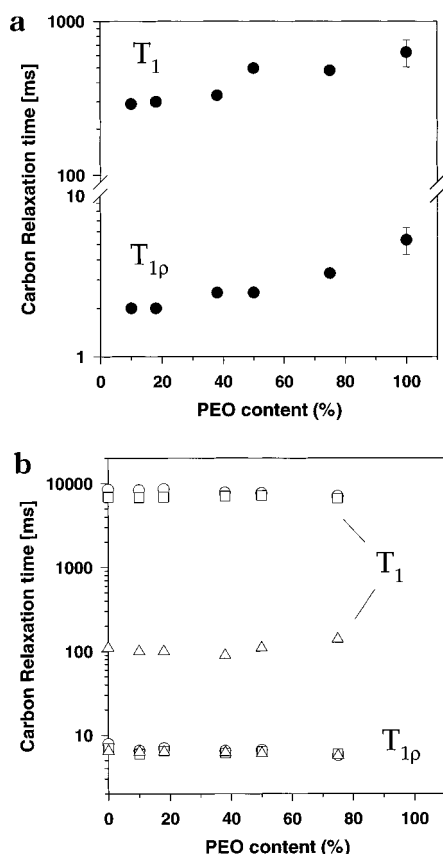 a
1000
T1
100
10
T1ρ
1
Carbon Relaxation time [ms]
0 20 40 60 80 100
PEO content (%)
b
10000
1000
T1
100
10
T1ρ
Carbon Relaxation time [ms]
0 20 40 60 80 100
PEO content (%)